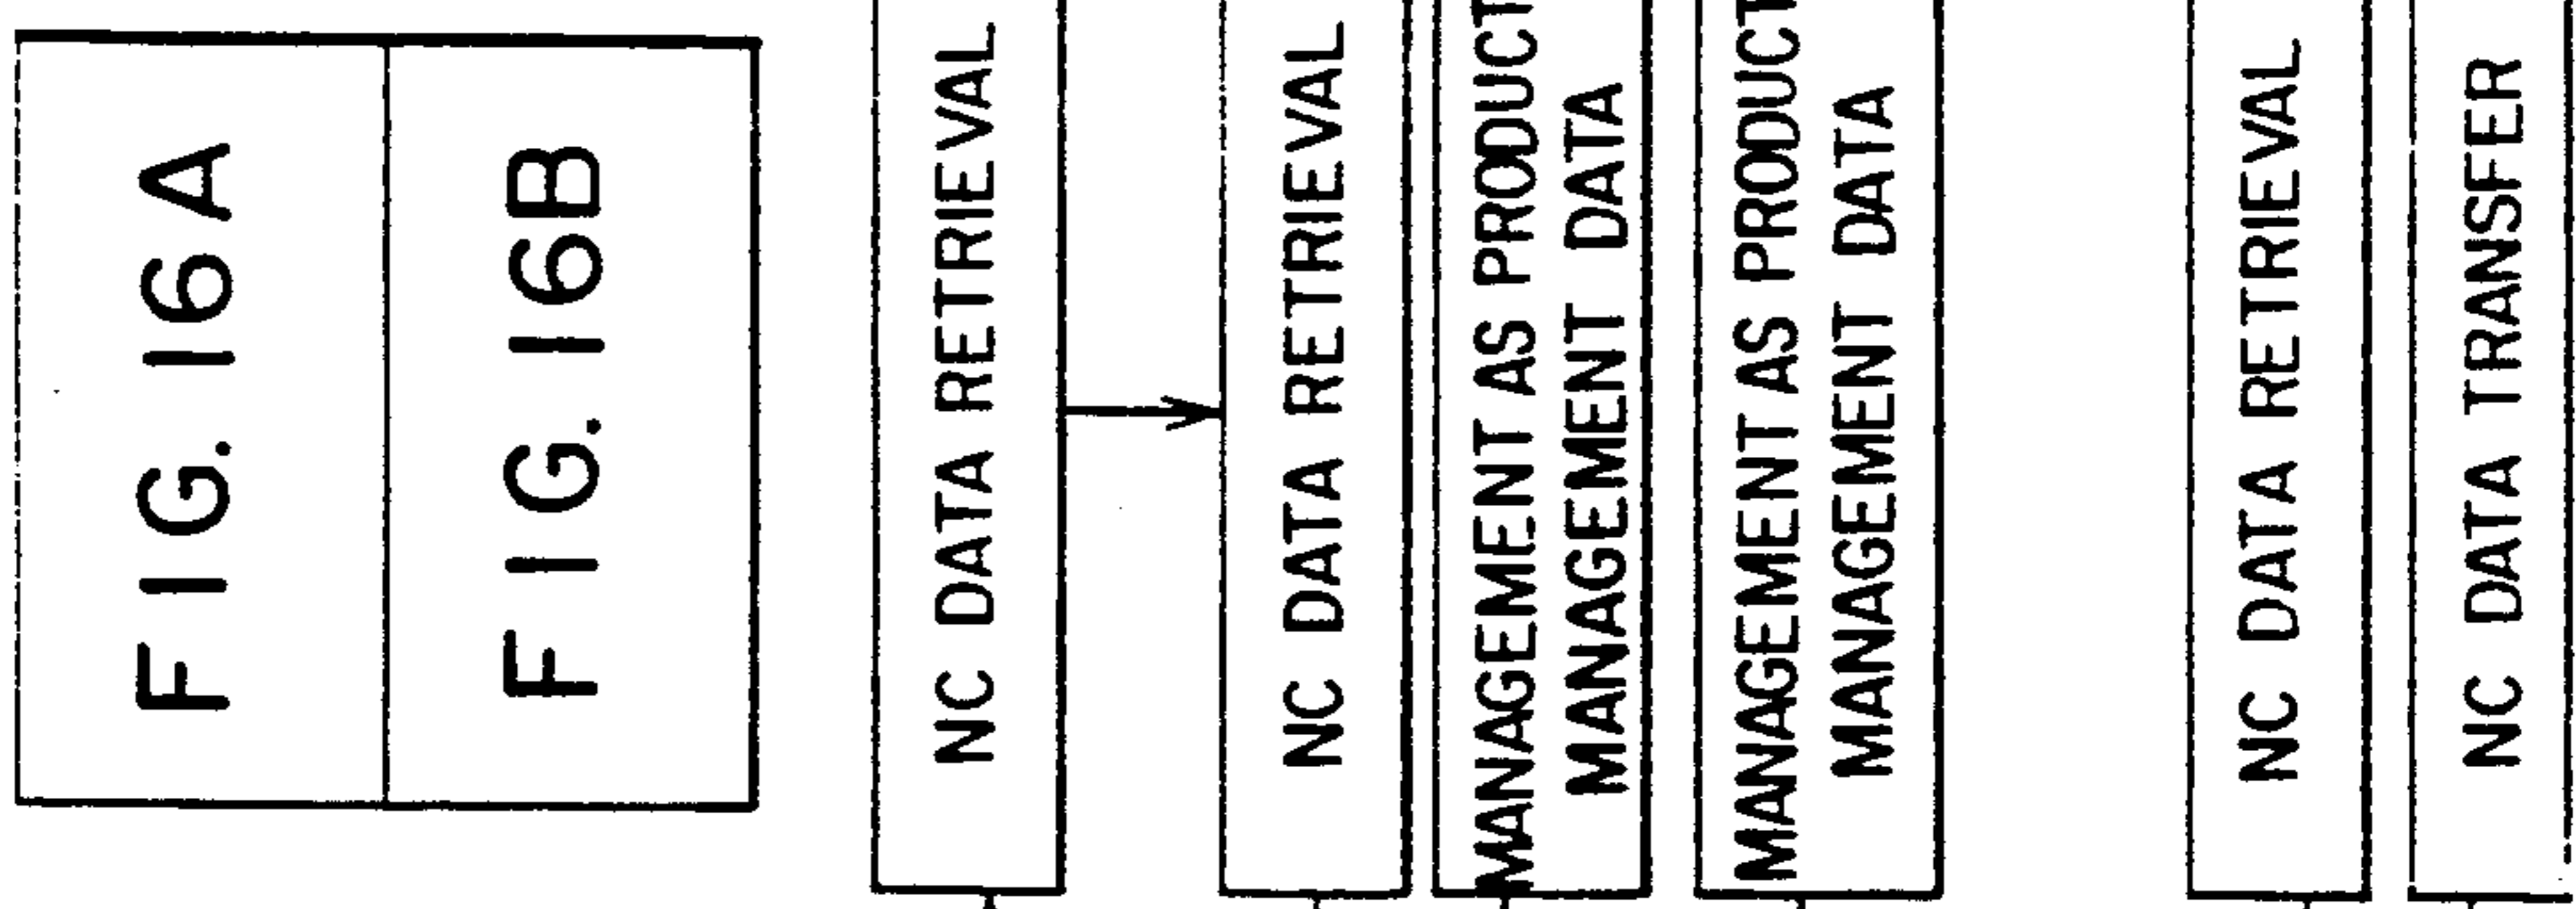 FIG. 16A
FIG. 16B
NC DATA RETRIEVAL
NC DATA RETRIEVAL
MANAGEMENT AS PRODUCT
MANAGEMENT DATA
MANAGEMENT AS PRODUCT
MANAGEMENT DATA
NC DATA RETRIEVAL
NC DATA TRANSFER